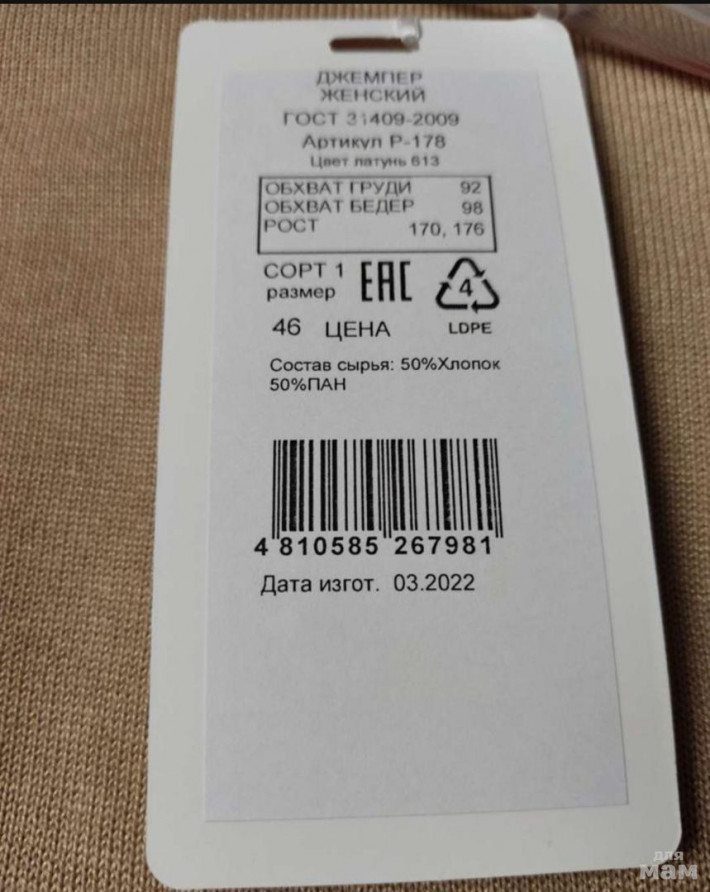 ДЖЕМПЕР
ЖЕНСКИЙ
ГОСТ 31409-2009
Артикул Р-178
Цвет латунь 613
ОБХВАТ ГРУДИ 92
ОБХВАТ БЕДЕР 98
РОСТ 170, 176
СОРТ 1 EAC 4
размер
46 ЦЕНА LDPE
Состав сырья: 50%Хлопок
50%ПАН
4 810585 267981
Дата изгот. 03.2022
для
мам